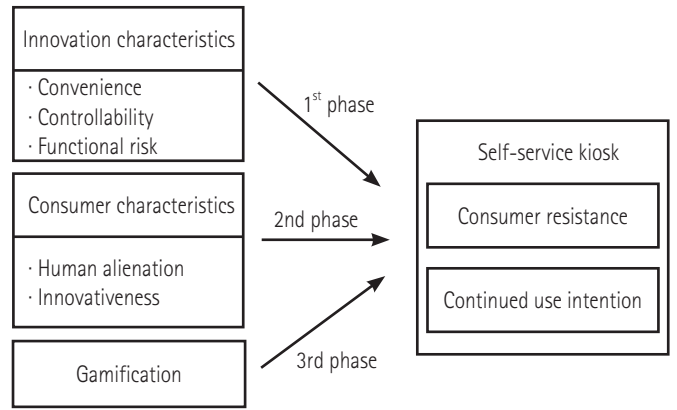 Innovation characteristics
· Convenience
· Controllability
· Functional risk
Consumer characteristics
· Human alienation
· Innovativeness
Gamification
1st phase
2nd phase
3rd phase
Self-service kiosk
Consumer resistance
Continued use intention